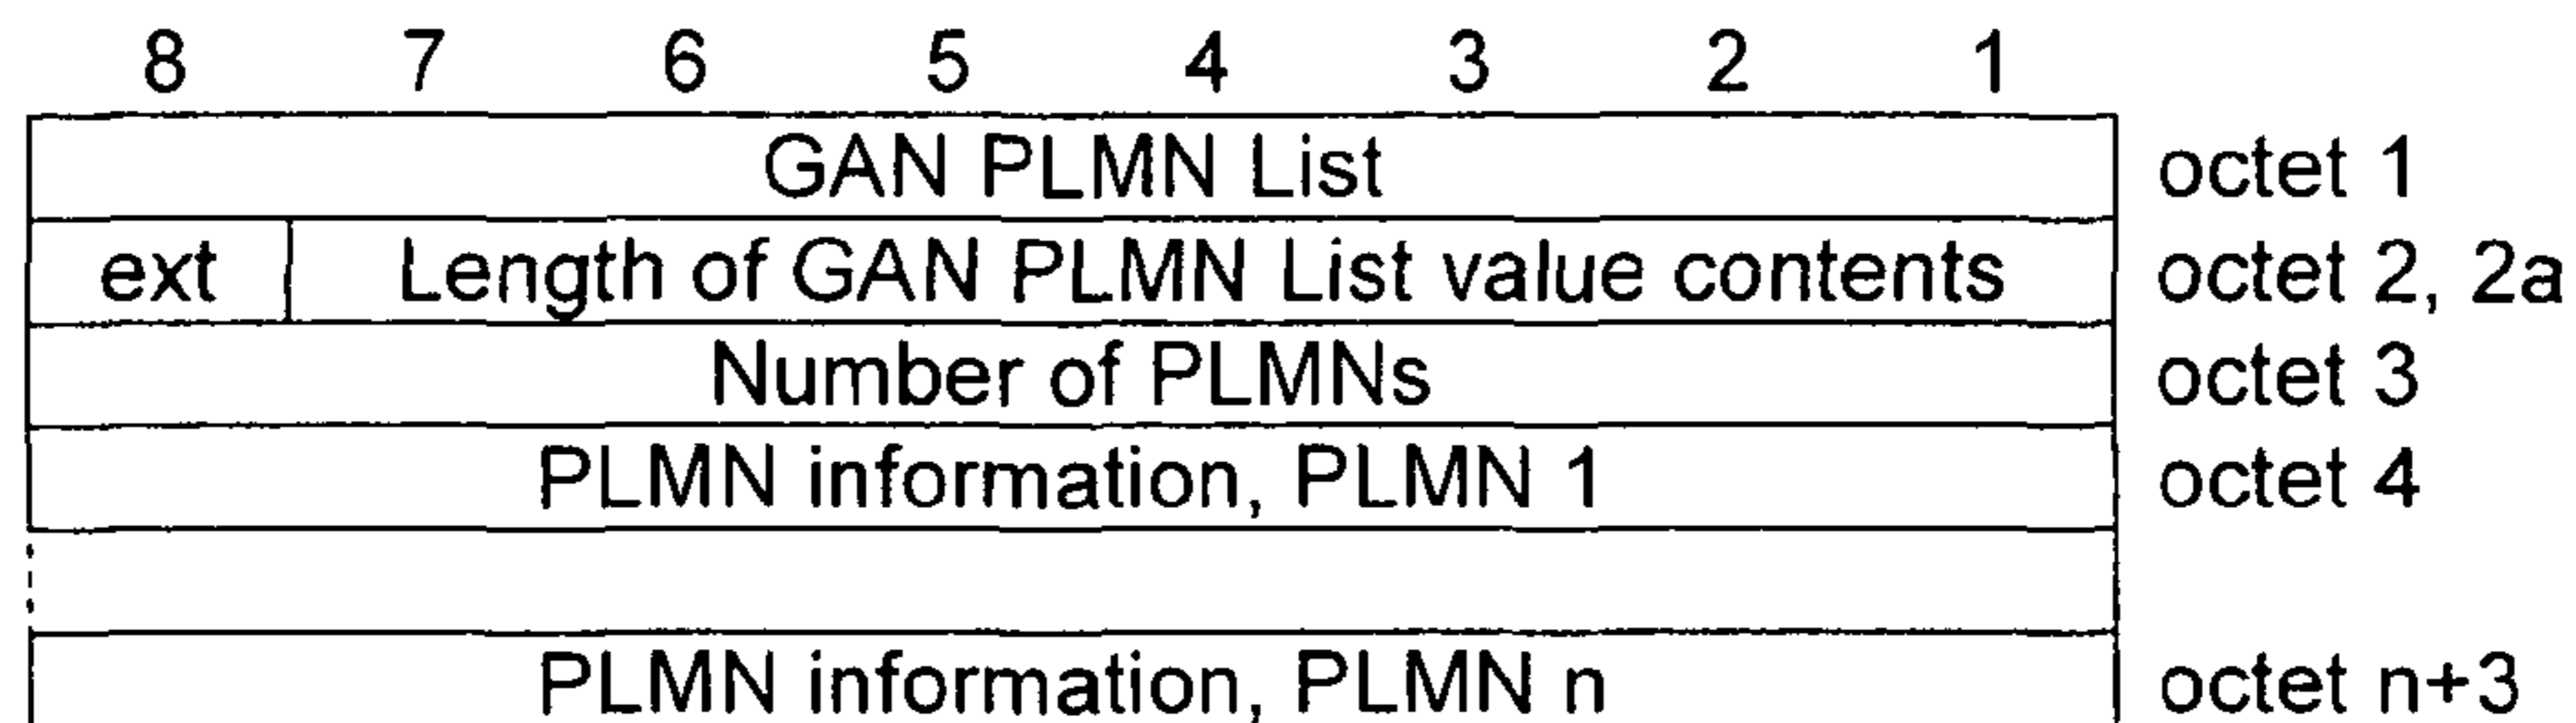 8 7 6 5 4 3 2 1
GAN PLMN List octet 1
ext Length of GAN PLMN List value contents octet 2, 2a
Number of PLMNs octet 3
PLMN information, PLMN 1 octet 4
PLMN information, PLMN n octet n+3